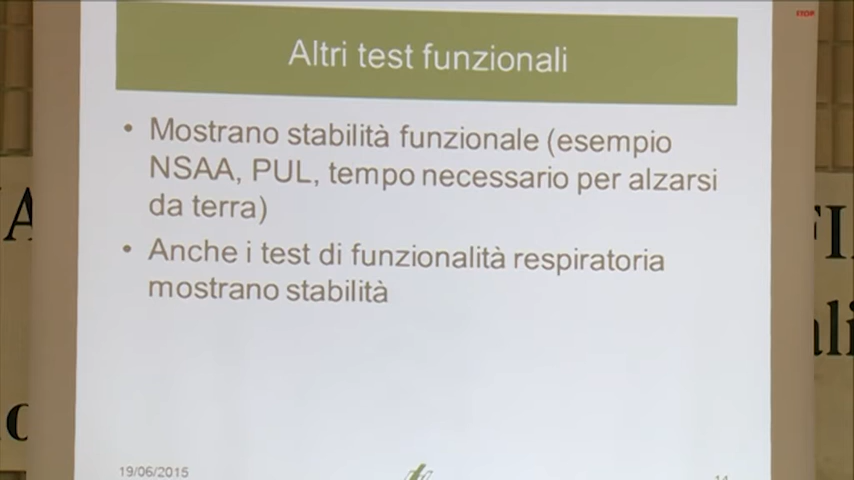 Altri test funzionali
• Mostrano stabilità funzionale (esempio
NSAA, PUL, tempo necessario per alzarsi
da terra)
• Anche i test di funzionalità respiratoria
mostrano stabilità
19/06/2015
14